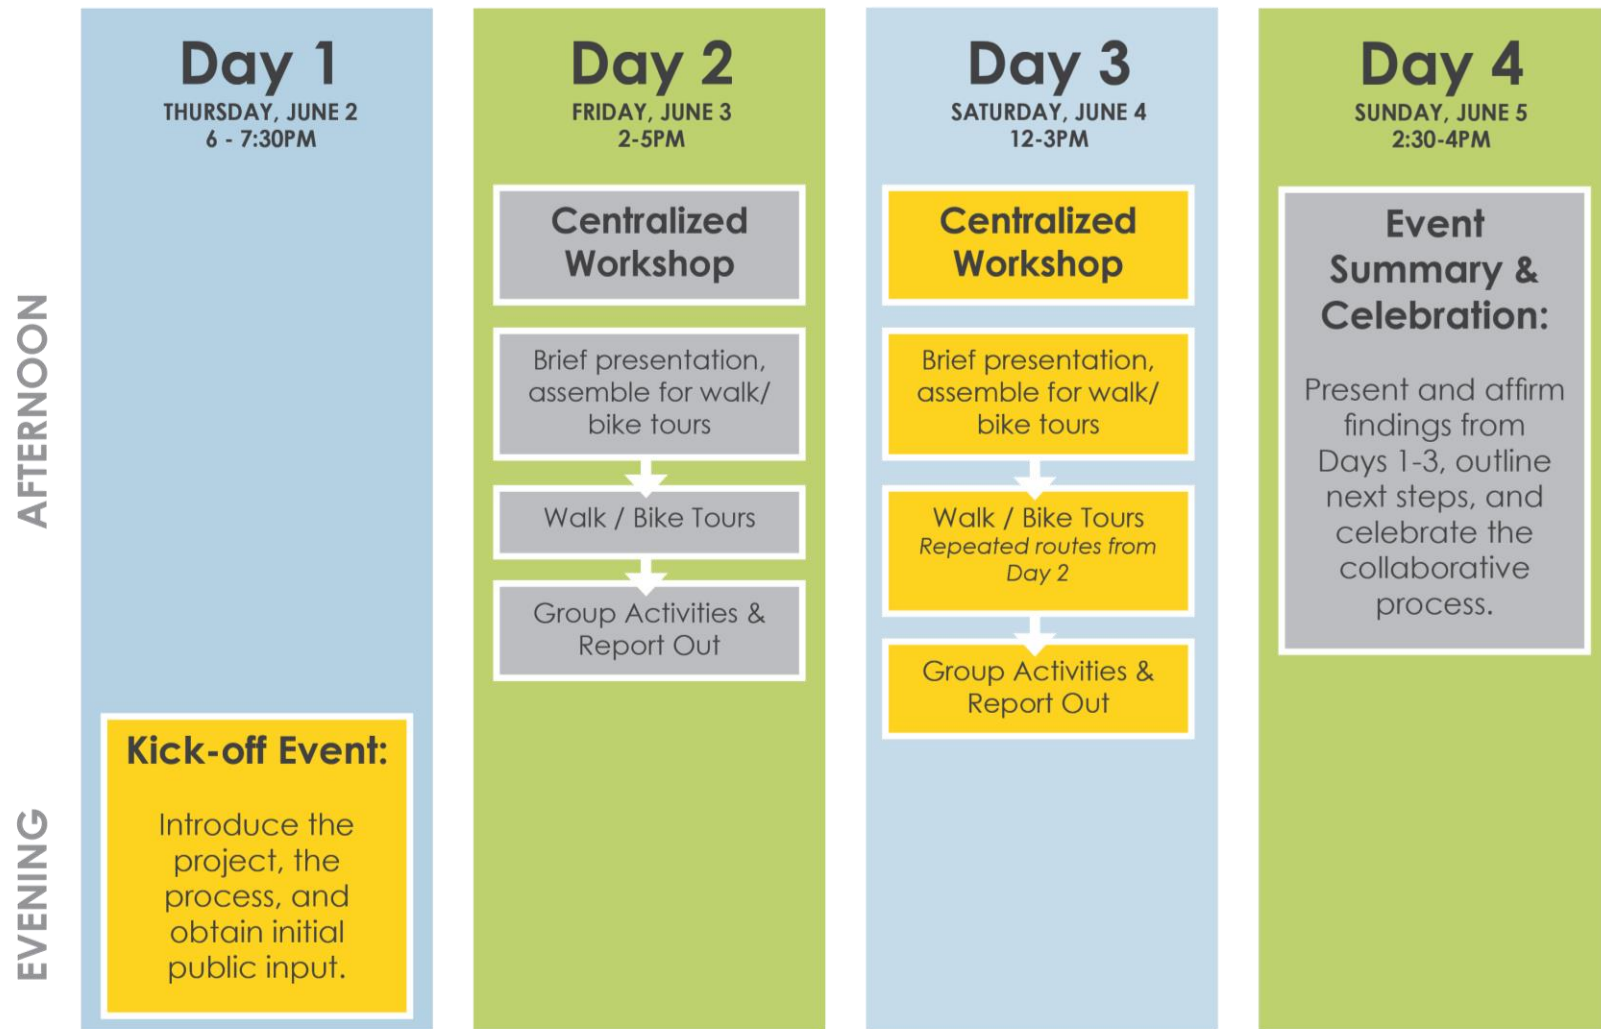 AFTERNOON
EVENING
Day 1
THURSDAY, JUNE 2
6 - 7:30PM
Kick-off Event:
Introduce the
project, the
process, and
obtain initial
public input.
Day 2
FRIDAY, JUNE 3
2-5PM
Centralized
Workshop
Brief presentation,
assemble for walk/
bike tours
Walk / Bike Tours
Group Activities &
Report Out
Day 3
SATURDAY, JUNE 4
12-3PM
Centralized
Workshop
Brief presentation,
assemble for walk/
bike tours
Walk / Bike Tours
Repeated routes from
Day 2
Group Activities &
Report Out
Day 4
SUNDAY, JUNE 5
2:30-4PM
Event
Summary &
Celebration:
Present and affirm
findings from
Days 1-3, outline
next steps, and
celebrate the
collaborative
process.